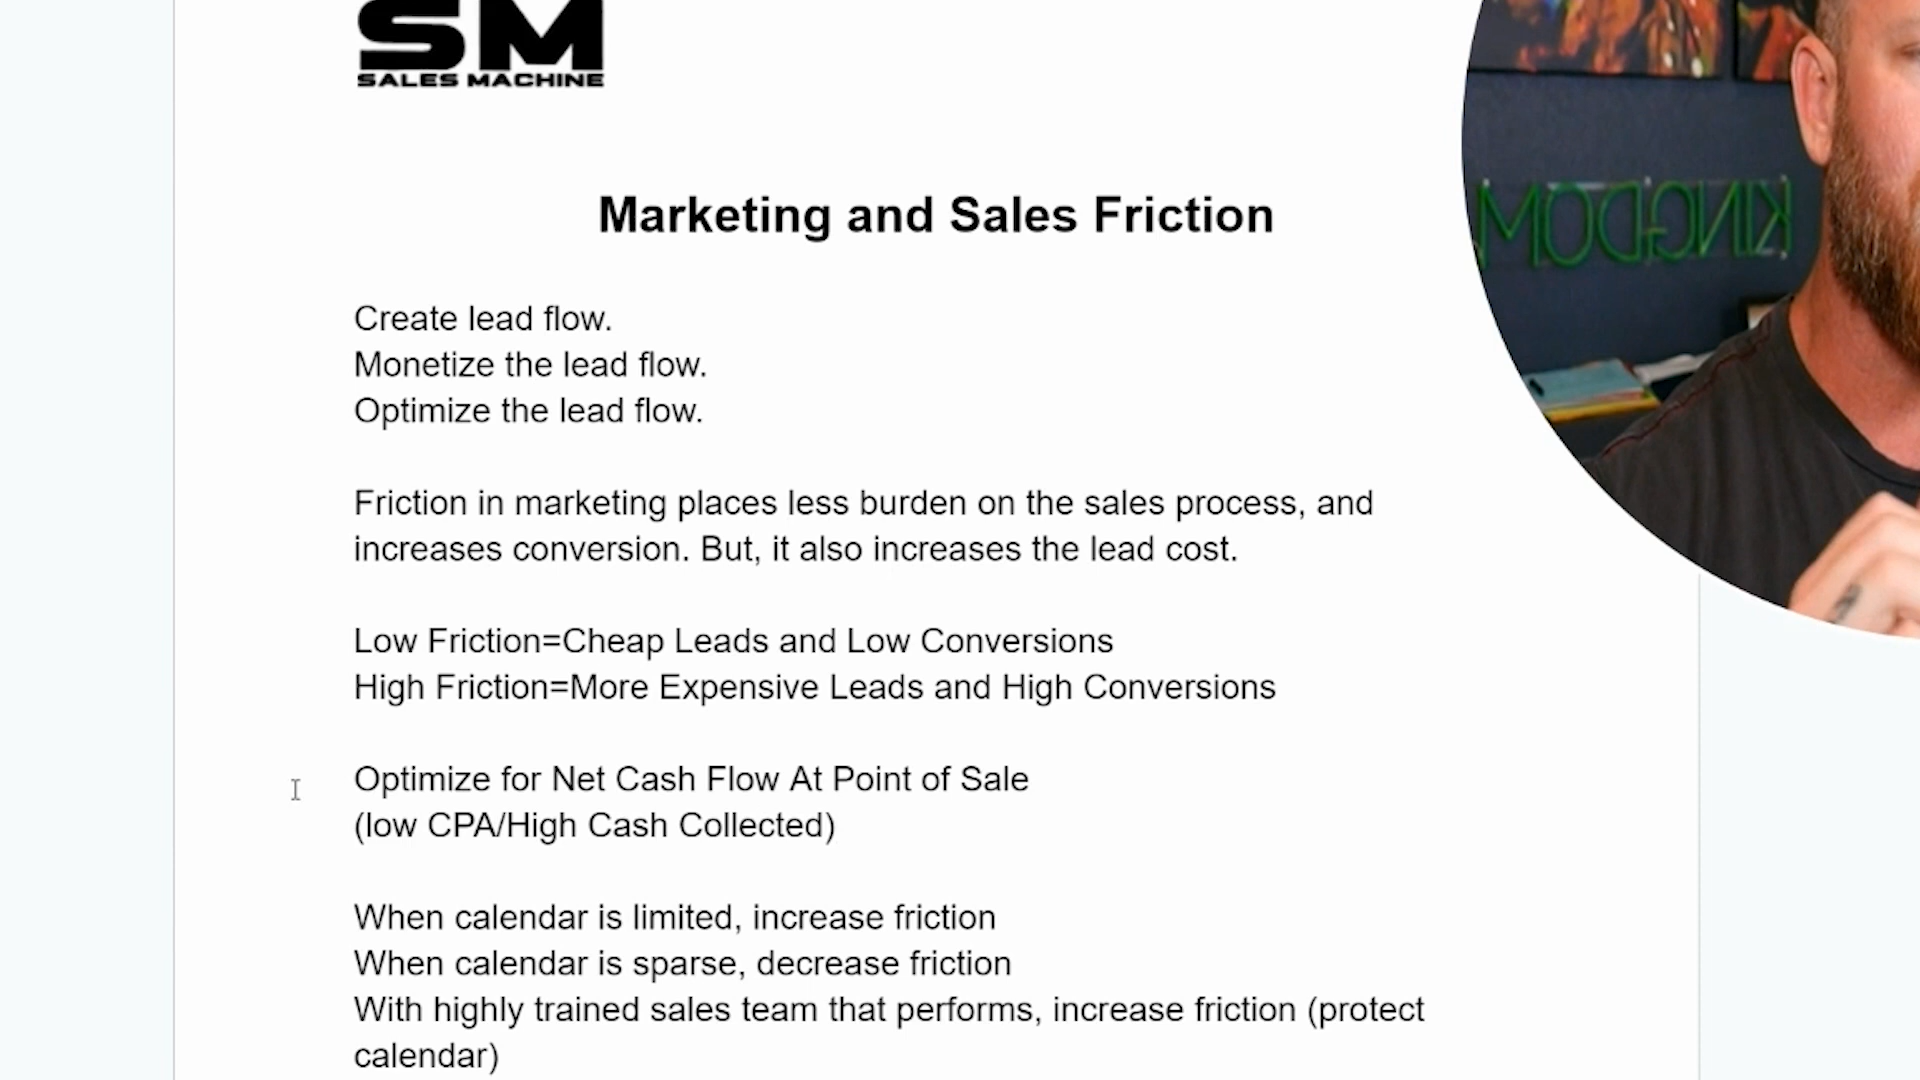 SM
SALES MACHINE
Marketing and Sales Friction
Create lead flow.
Monetize the lead flow.
Optimize the lead flow.
Friction in marketing places less burden on the sales process, and
increases conversion. But, it also increases the lead cost.
Low Friction=Cheap Leads and Low Conversions
High Friction=More Expensive Leads and High Conversions
Optimize for Net Cash Flow At Point of Sale
(low CPA/High Cash Collected)
When calendar is limited, increase friction
When calendar is sparse, decrease friction
With highly trained sales team that performs, increase friction (protect
calendar)
KINGDOM